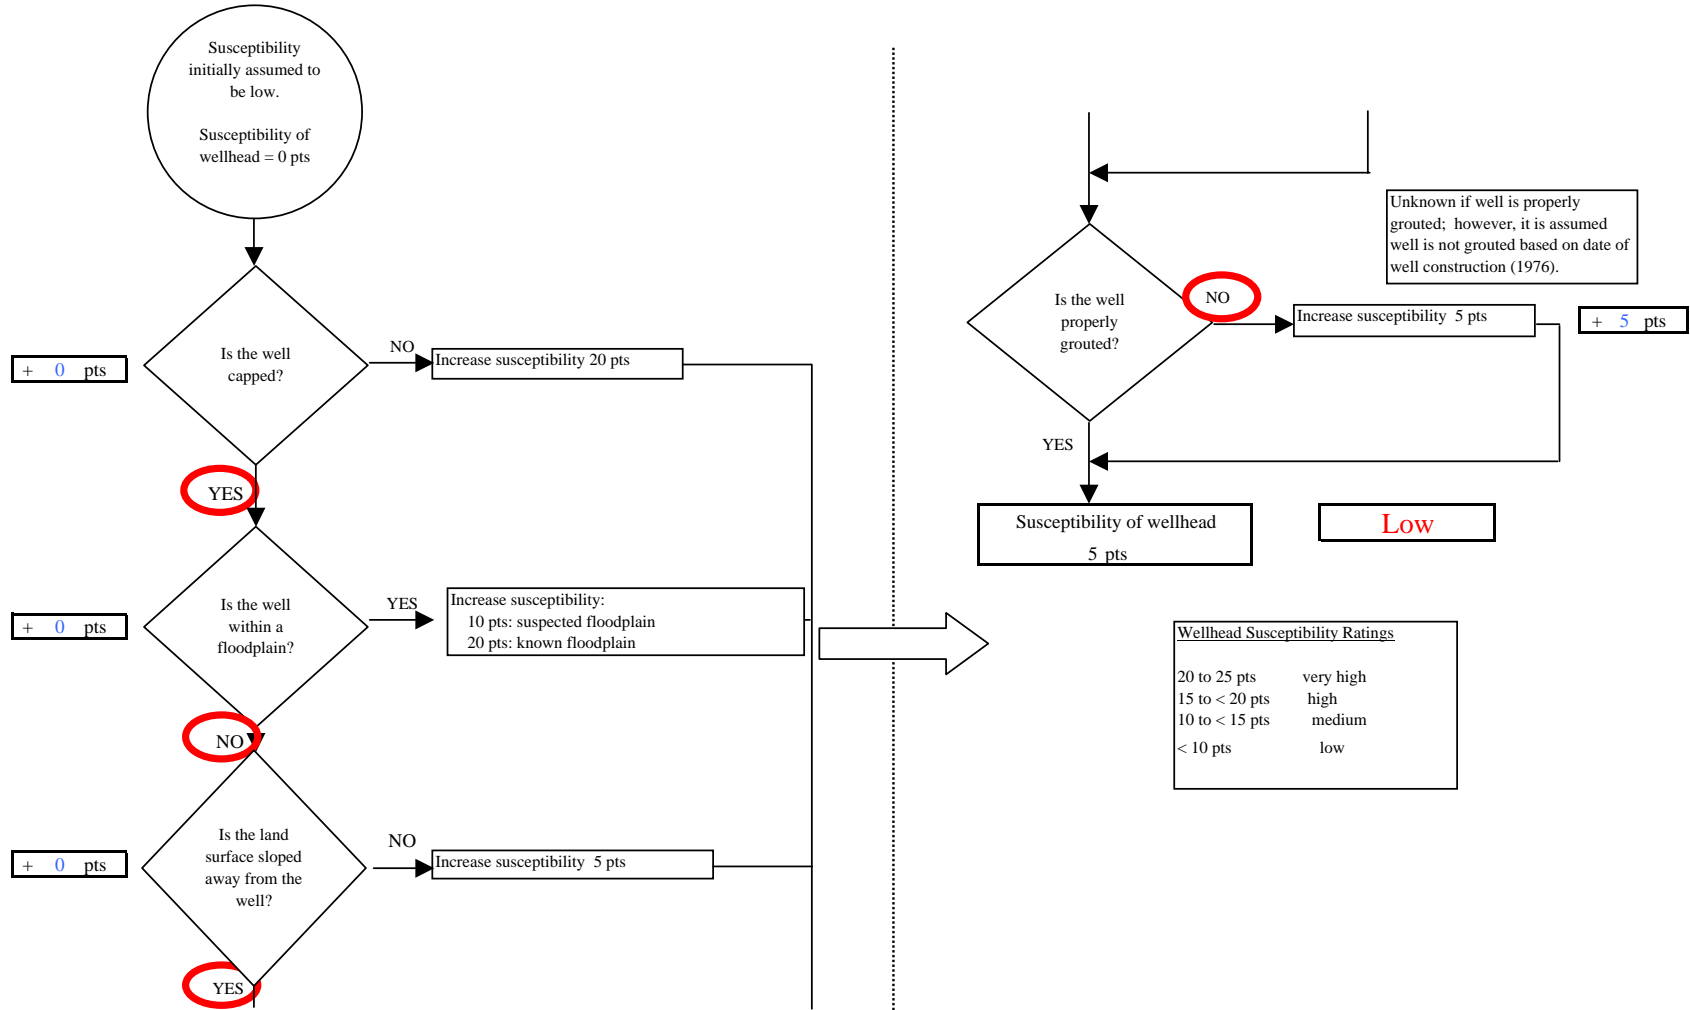 Susceptibility
initially assumed to
be low.
Susceptibility of
wellhead = 0 pts
Is the well
capped?
NO
Increase susceptibility 20 pts
+ 0 pts
YES
Is the well
within a
floodplain?
YES
Increase susceptibility:
10 pts: suspected floodplain
20 pts: known floodplain
+ 0 pts
NO
Is the land
surface sloped
away from the
well?
NO
Increase susceptibility 5 pts
+ 0 pts
YES
Unknown if well is properly
grouted; however, it is assumed
well is not grouted based on date of
well construction (1976).
Is the well
properly
grouted?
NO
Increase susceptibility 5 pts
+ 5 pts
YES
Susceptibility of wellhead
5 pts
Low
Wellhead Susceptibility Ratings
20 to 25 pts very high
15 to < 20 pts high
10 to < 15 pts medium
< 10 pts low